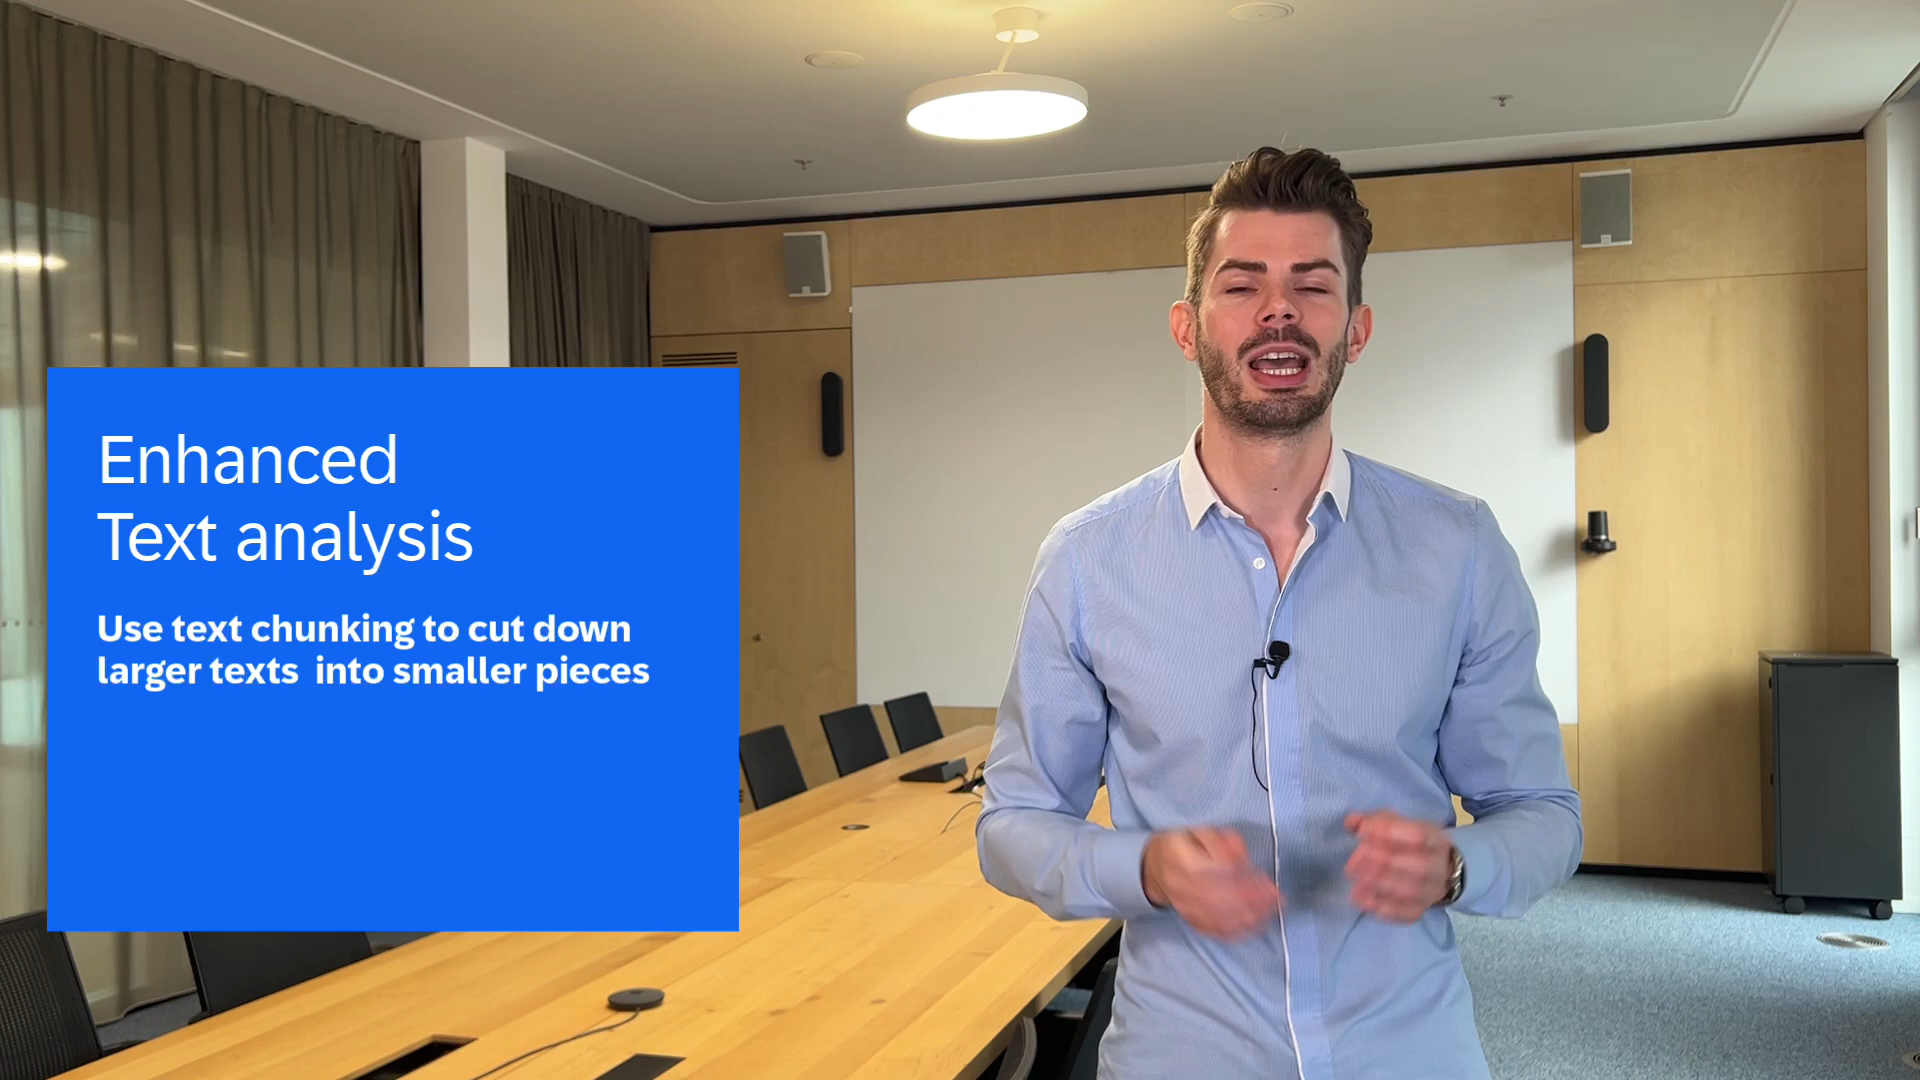 Enhanced
Text analysis
Use text chunking to cut down
larger texts  into smaller pieces